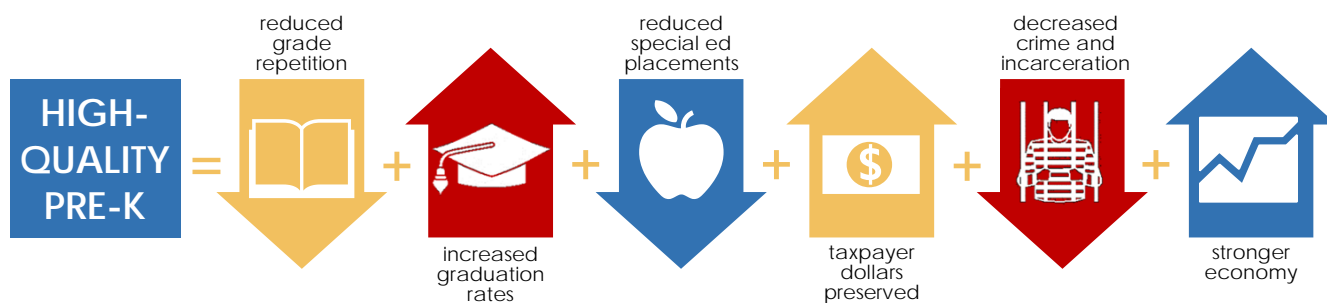 HIGH-
QUALITY
PRE-K
=
reduced
grade
repetition
+
increased
graduation
rates
+
reduced
special ed
placements
+
$
taxpayer
dollars
preserved
+
decreased
crime and
incarceration
+
stronger
economy